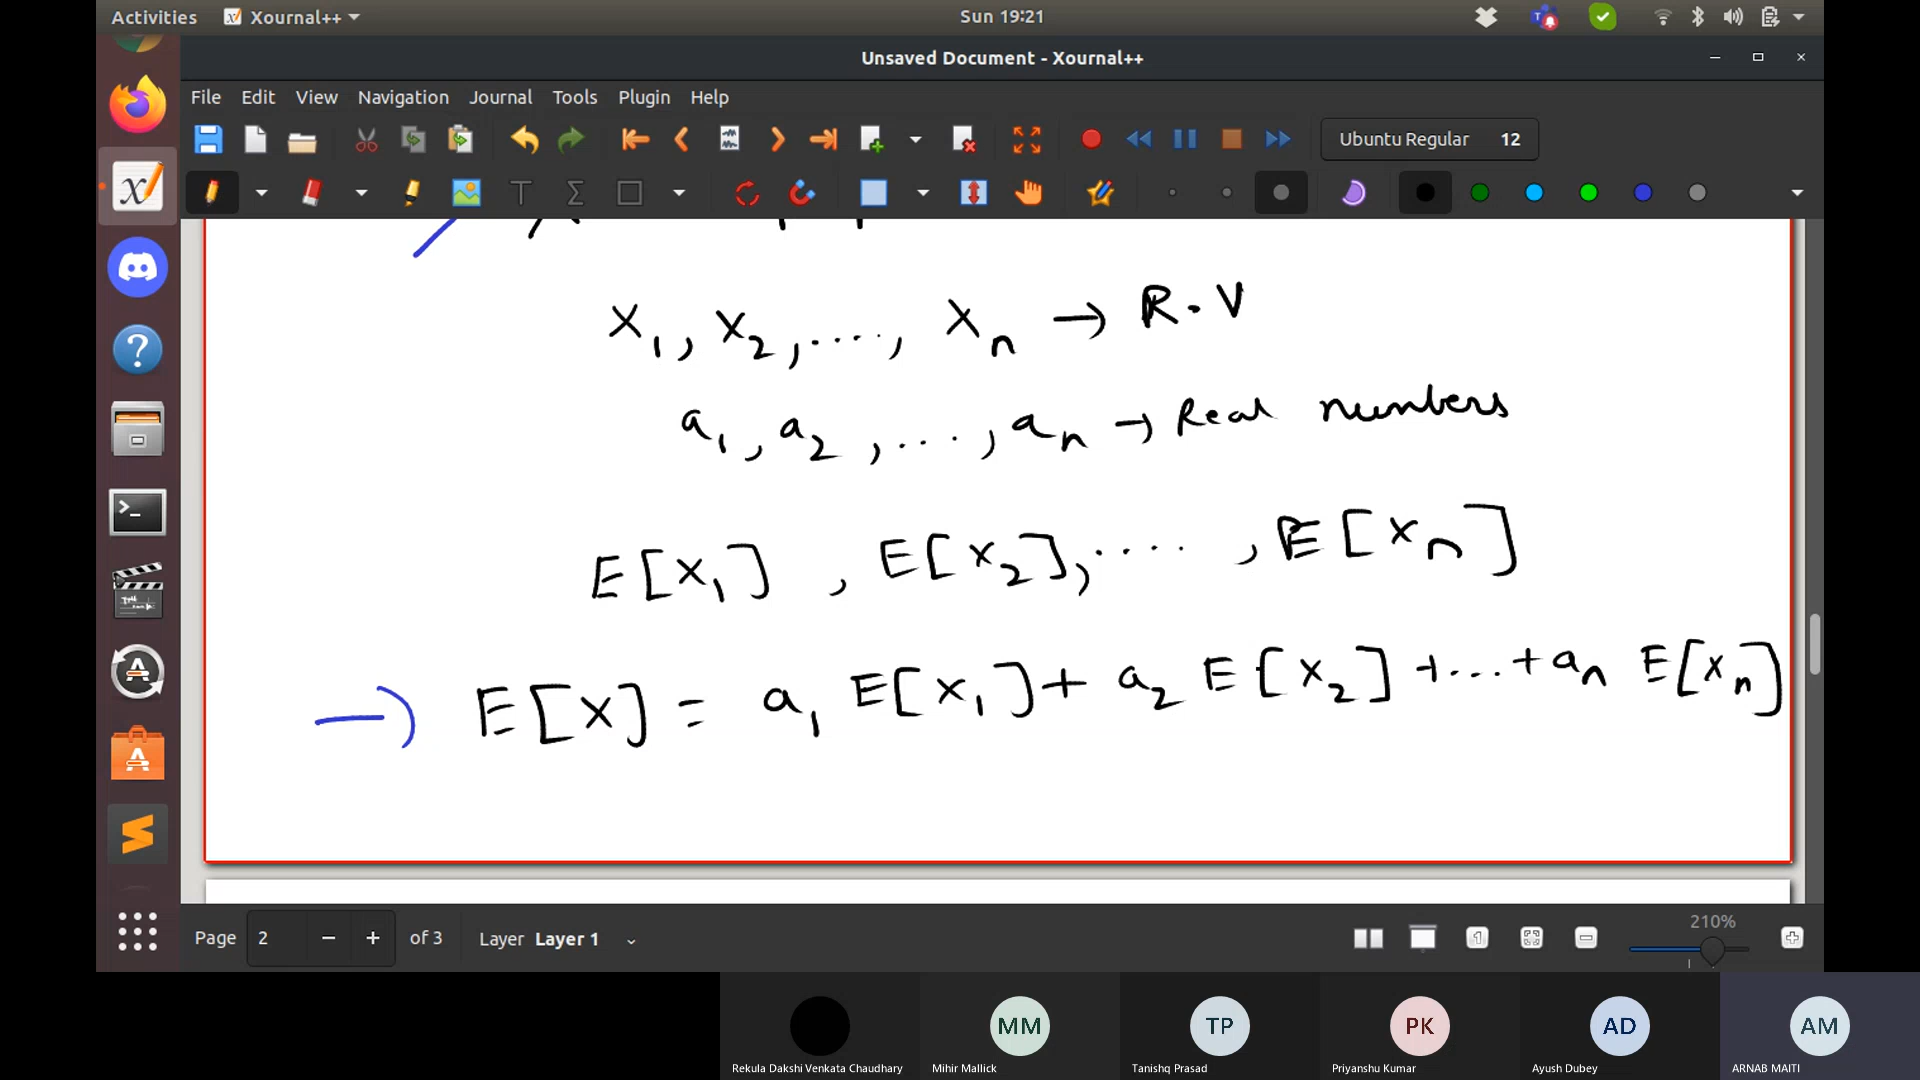 Activities Xournal++ Sun 19:21
Unsaved Document - Xournal++
File Edit View Navigation Journal Tools Plugin Help
Ubuntu Regular 12
X₁, X₂, ...., Xₙ → R.V
a₁, a₂, ..., aₙ → Real numbers
E[X₁], E[X₂], ...., E[Xₙ]
→ E[X] = a₁ E[X₁] + a₂ E[X₂] + ... + aₙ E[Xₙ]
210%
Page 2 − + of 3 Layer Layer 1
MM TP PK AD AM
Rekula Dakshi Venkata Chaudhary Mihir Mallick Tanishq Prasad Priyanshu Kumar Ayush Dubey ARNAB MAITI